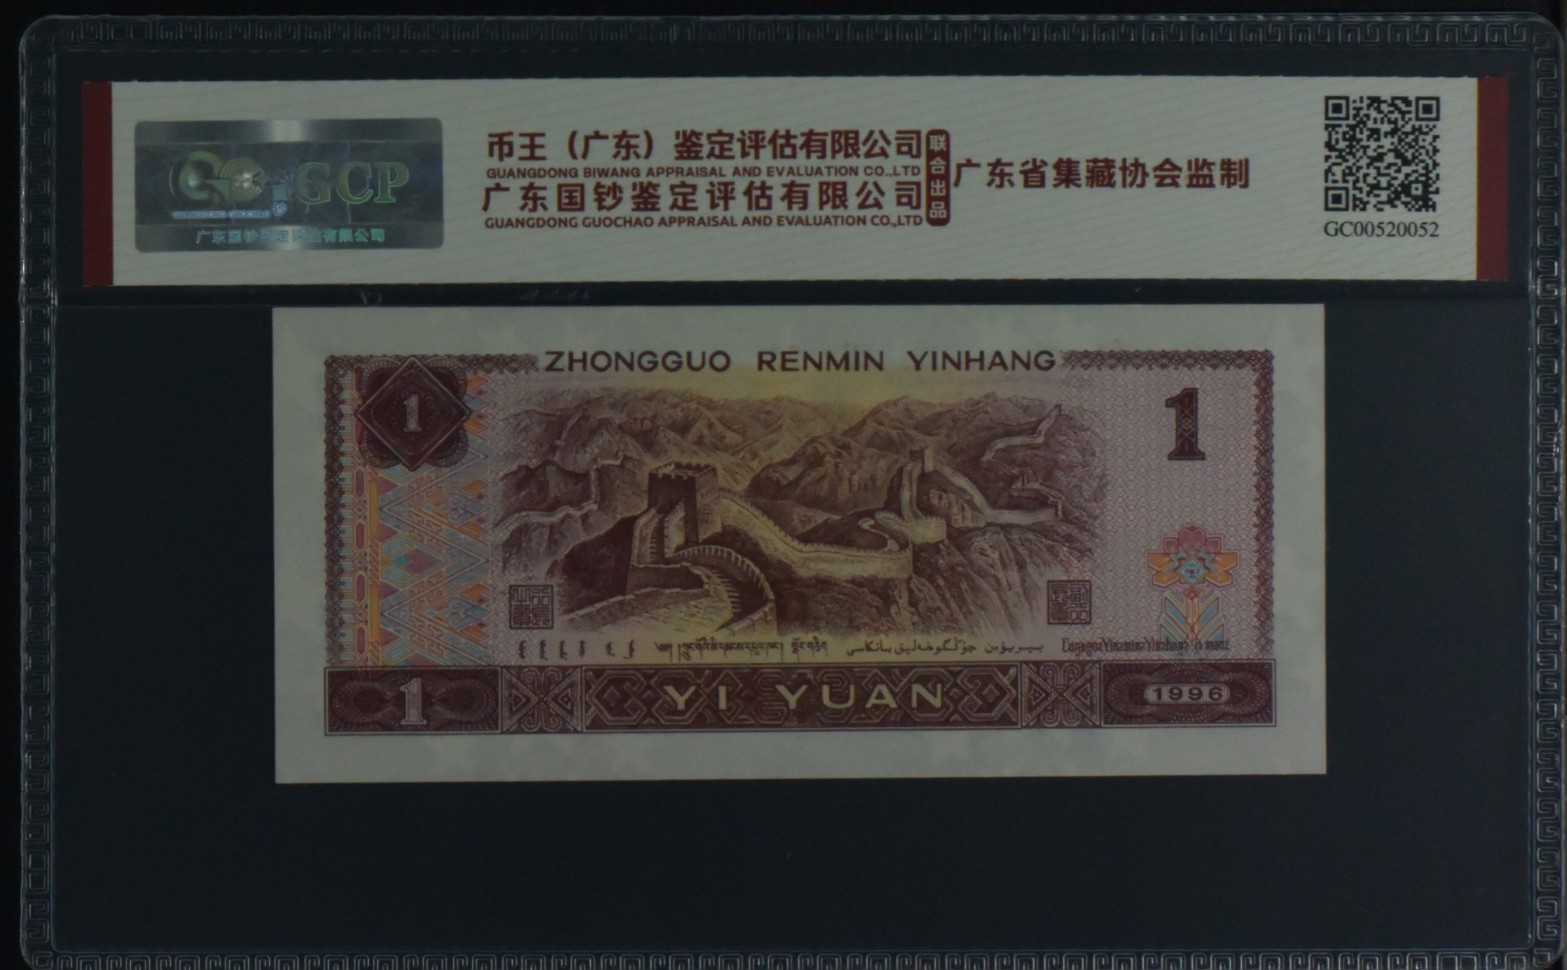 GCP
广东国钞鉴定评估有限公司
币王（广东）鉴定评估有限公司
GUANGDONG BIWANG APPRAISAL AND EVALUATION CO.,LTD
广东国钞鉴定评估有限公司
GUANGDONG GUOCHAO APPRAISAL AND EVALUATION CO.,LTD
联合出品
广东省集藏协会监制
GC00520052
ZHONGGUO RENMIN YINHANG
1
1
1
YI YUAN
1996